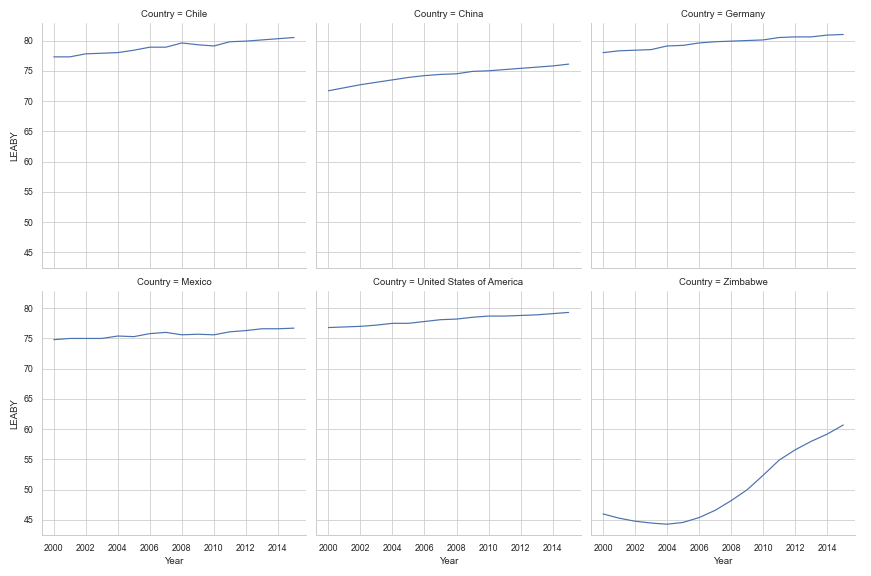 Country = Chile
Country = China
Country = Germany
LEABY
80
75
70
65
60
55
50
45
Country = Mexico
Country = United States of America
Country = Zimbabwe
LEABY
80
75
70
65
60
55
50
45
2000 2002 2004 2006 2008 2010 2012 2014
2000 2002 2004 2006 2008 2010 2012 2014
2000 2002 2004 2006 2008 2010 2012 2014
Year
Year
Year